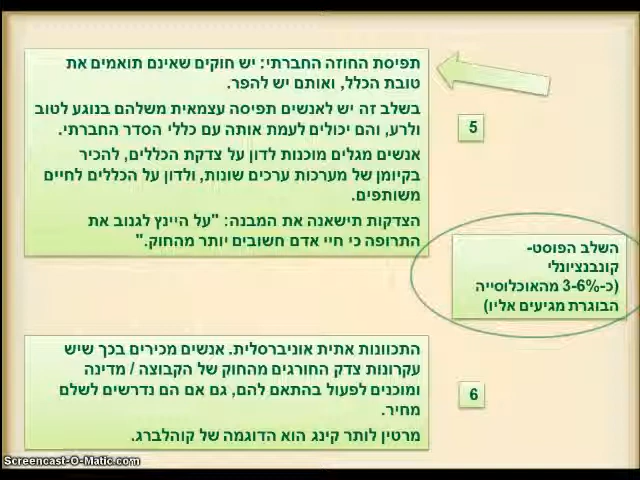 תפיסת החוזה החברתי: יש חוקים שאינם תואמים את
טובת הכלל, ואותם יש להפר.
בשלב זה יש לאנשים תפיסה עצמאית משלהם בנוגע לטוב
ולרע, והם יכולים לעמת אותה עם כללי הסדר החברתי.
אנשים מגלים מוכנות לדון על צדקת הכללים, להכיר
בקיומן של מערכות ערכים שונות, ולדון על הכללים לחיים
משותפים.
הצדקות תישאנה את המבנה: "על היינץ לגנוב את
התרופה כי חיי אדם חשובים יותר מהחוק."
5
השלב הפוסט-
קונבנציונלי
(כ-3-6% מהאוכלוסייה
הבוגרת מגיעים אליו)
התכוונות אתית אוניברסלית. אנשים מכירים בכך שיש
עקרונות צדק החורגים מהחוק של הקבוצה / מדינה
ומוכנים לפעול בהתאם להם, גם אם הם נדרשים לשלם
מחיר.
מרטין לותר קינג הוא הדוגמה של קוהלברג.
6
Screencast-O-Matic.com